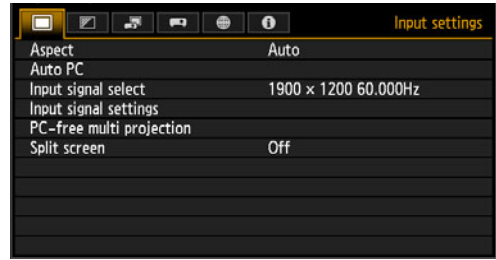 Input settings
Aspect Auto
Auto PC
Input signal select 1900 × 1200 60.000Hz
Input signal settings
PC-free multi projection
Split screen Off